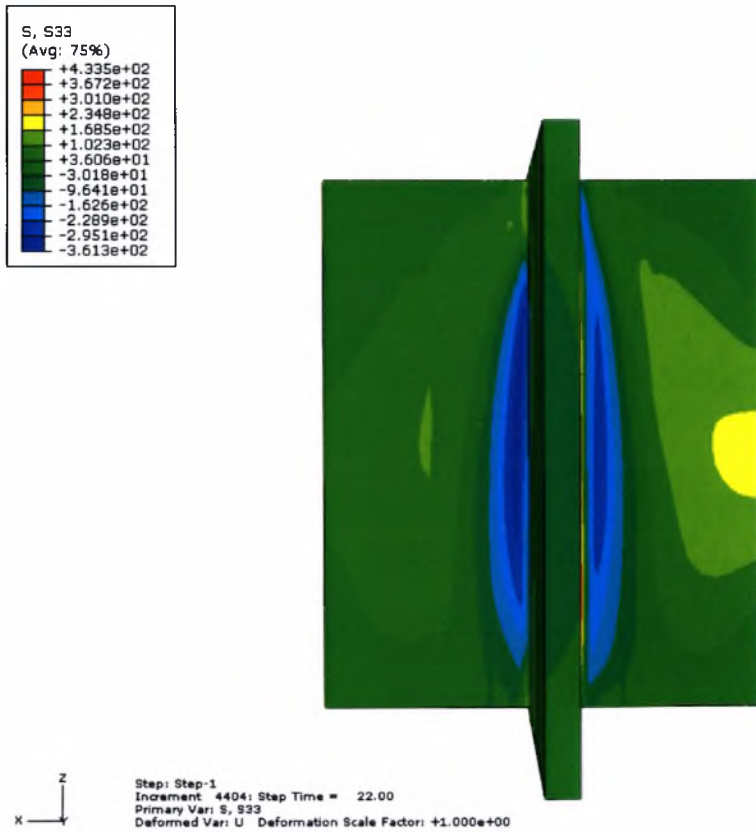 S, S33
(Avg: 75%)
+4.335e+02
+3.672e+02
+3.010e+02
+2.348e+02
+1.685e+02
+1.023e+02
+3.606e+01
-3.018e+01
-9.641e+01
-1.626e+02
-2.289e+02
-2.951e+02
-3.613e+02
Z
X Y
Step: Step-1
Increment 4404: Step Time = 22.00
Primary Var: S, S33
Deformed Var: U Deformation Scale Factor: +1.000e+00